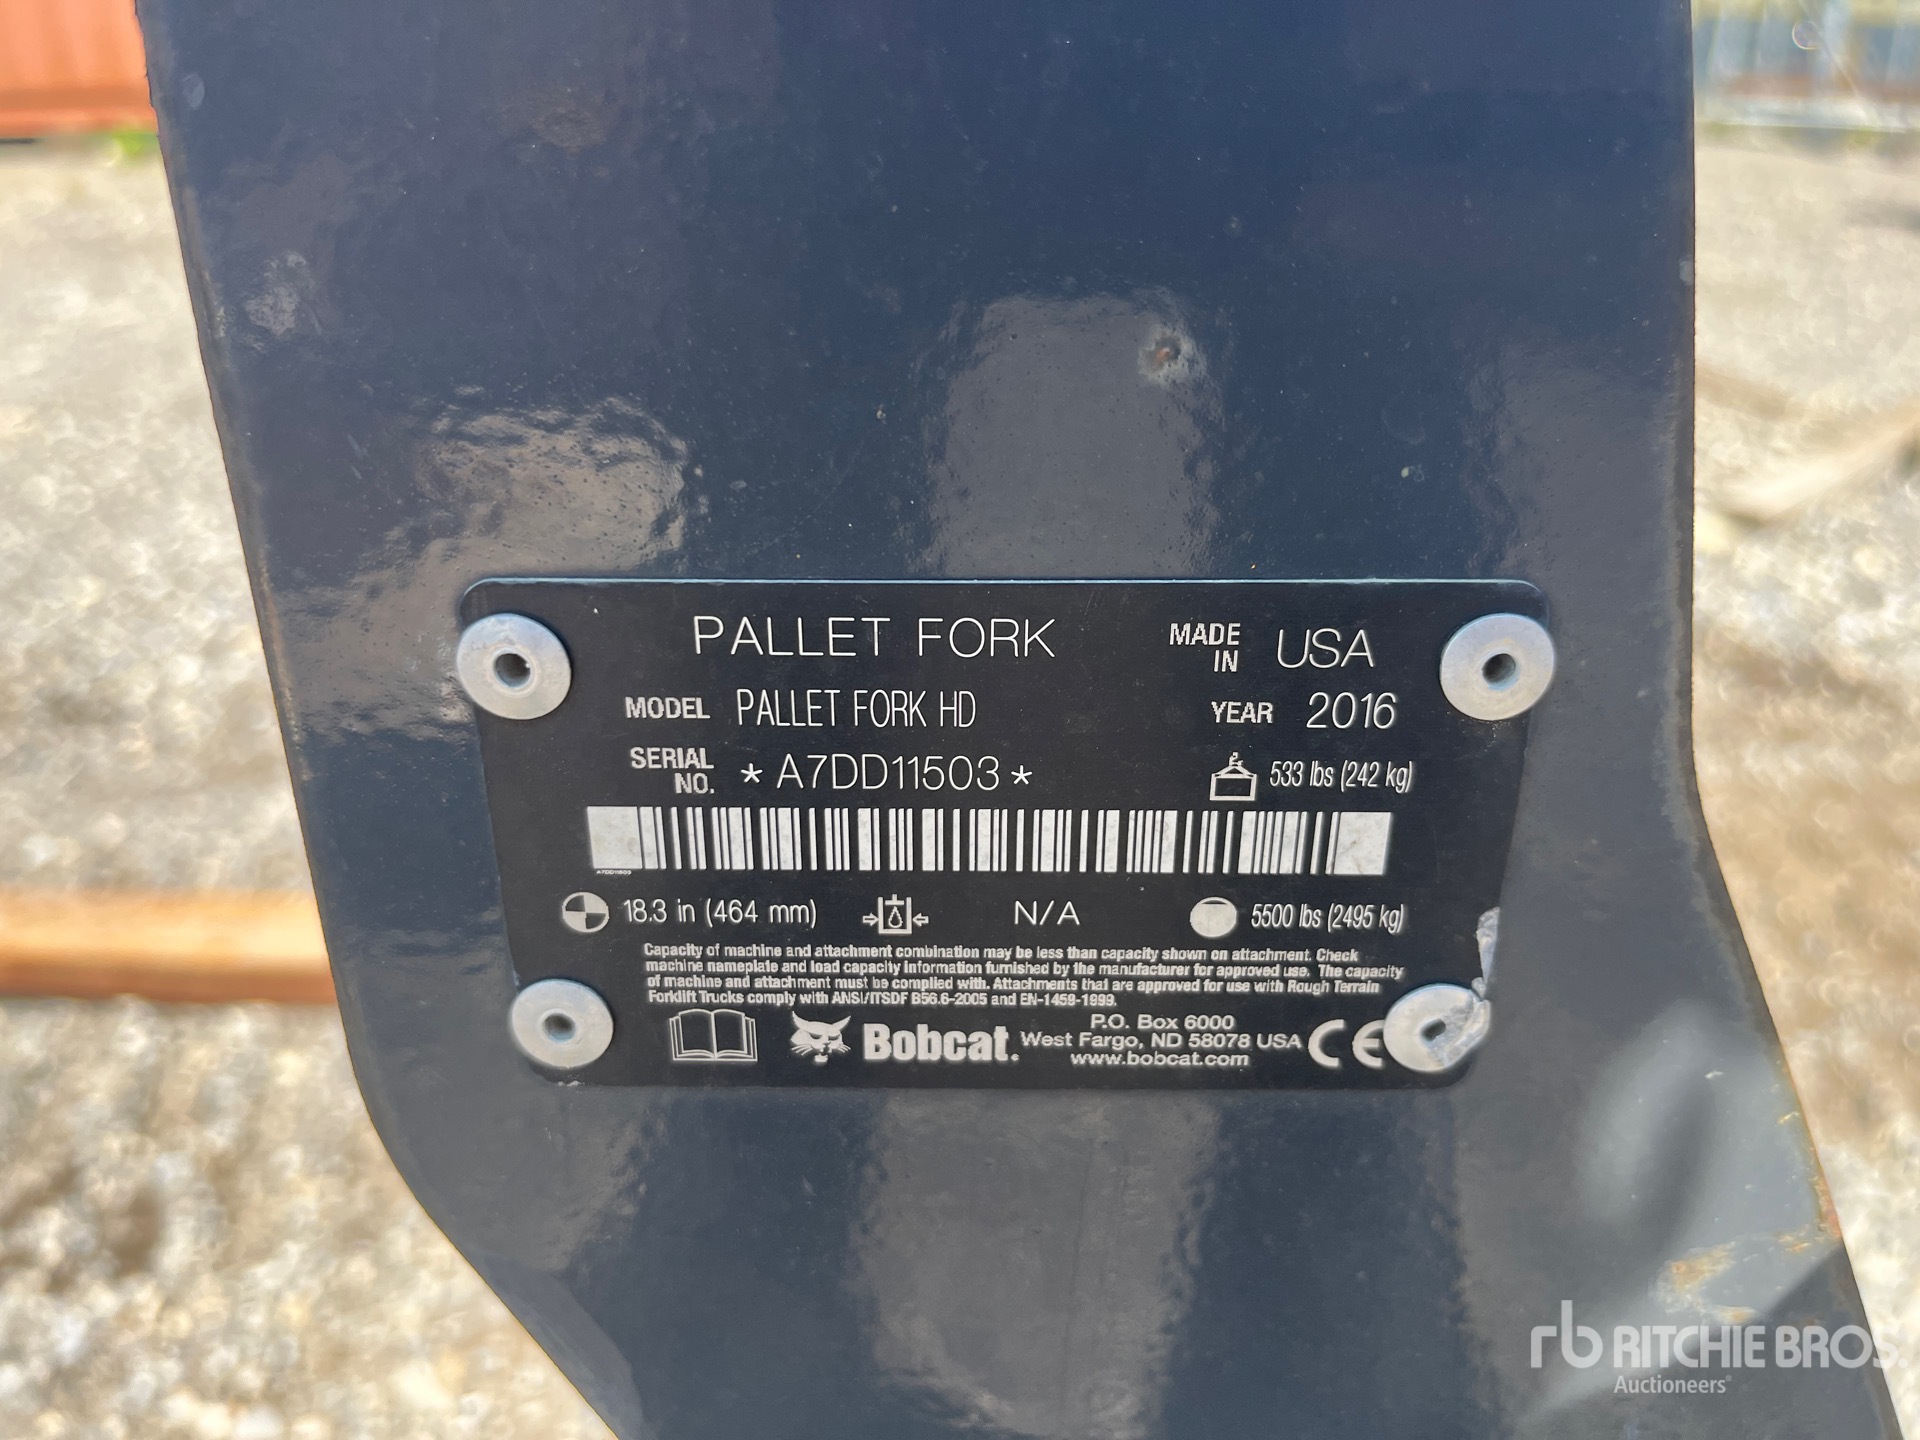 PALLET FORK
MADE IN USA
MODEL PALLET FORK HD
YEAR 2016
SERIAL NO. *A7DD11503*
533 lbs (242 kg)
A7DD11503
18.3 in (464 mm)
N/A
5500 lbs (2495 kg)
Capacity of machine and attachment combination may be less than capacity shown on attachment. Check
machine nameplate and load capacity information furnished by the manufacturer for approved use. The capacity
of machine and attachment must be complied with. Attachments that are approved for use with Rough Terrain
Forklift Trucks comply with ANSI/ITSDF B56.6-2005 and EN-1459-1999.
Bobcat.
P.O. Box 6000
West Fargo, ND 58078 USA
www.bobcat.com
CE
rb RITCHIE BROS.
Auctioneers